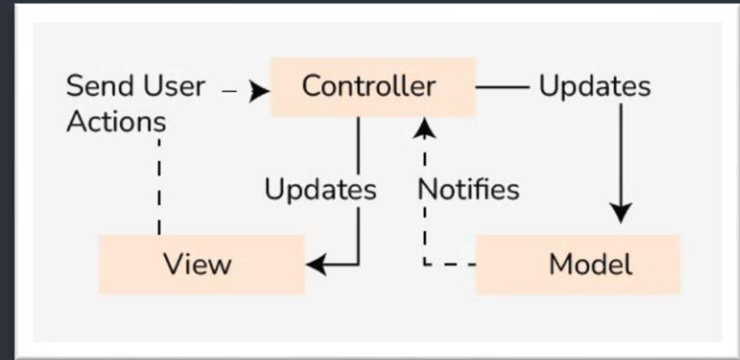 Send User
Actions
Controller
Updates
Updates
Notifies
View
Model